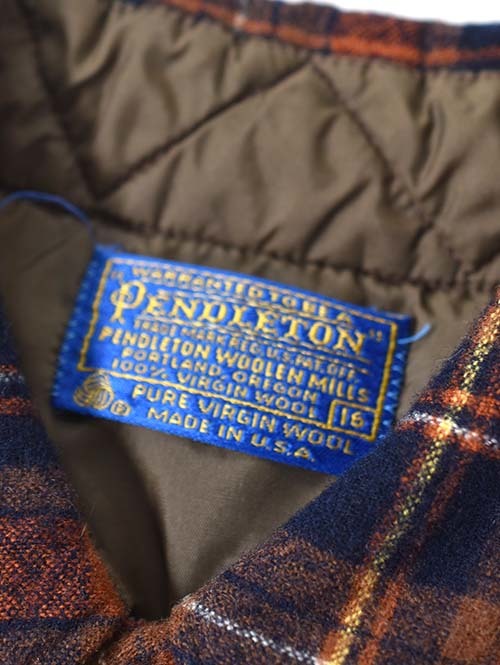 "WARRANTED TO BE A
PENDLETON"
TRADE MARK REG. U.S. PAT. OFF.
PENDLETON WOOLEN MILLS
PORTLAND, OREGON
100% VIRGIN WOOL
16
PURE VIRGIN WOOL
®
MADE IN U.S.A.